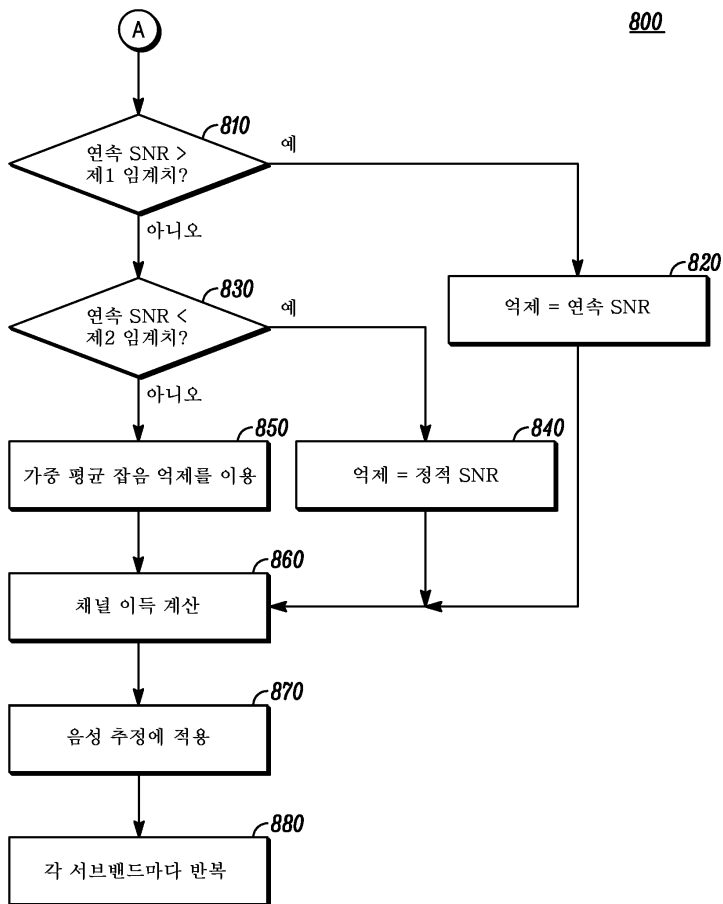 800
A
810
연속 SNR >
제1 임계치?
예
아니오
820
억제 = 연속 SNR
830
연속 SNR <
제2 임계치?
예
아니오
850
가중 평균 잡음 억제를 이용
840
억제 = 정적 SNR
860
채널 이득 계산
870
음성 추정에 적용
880
각 서브밴드마다 반복